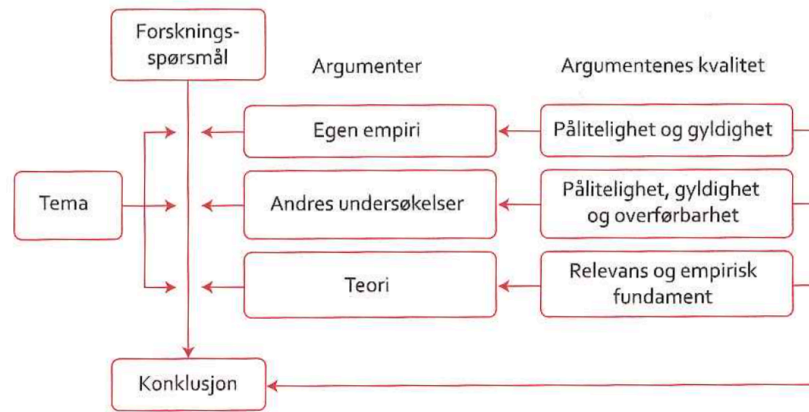 Forsknings-
spørsmål
Argumenter
Argumentenes kvalitet
Egen empiri
Pålitelighet og gyldighet
Tema
Andres undersøkelser
Pålitelighet, gyldighet
og overførbarhet
Teori
Relevans og empirisk
fundament
Konklusjon